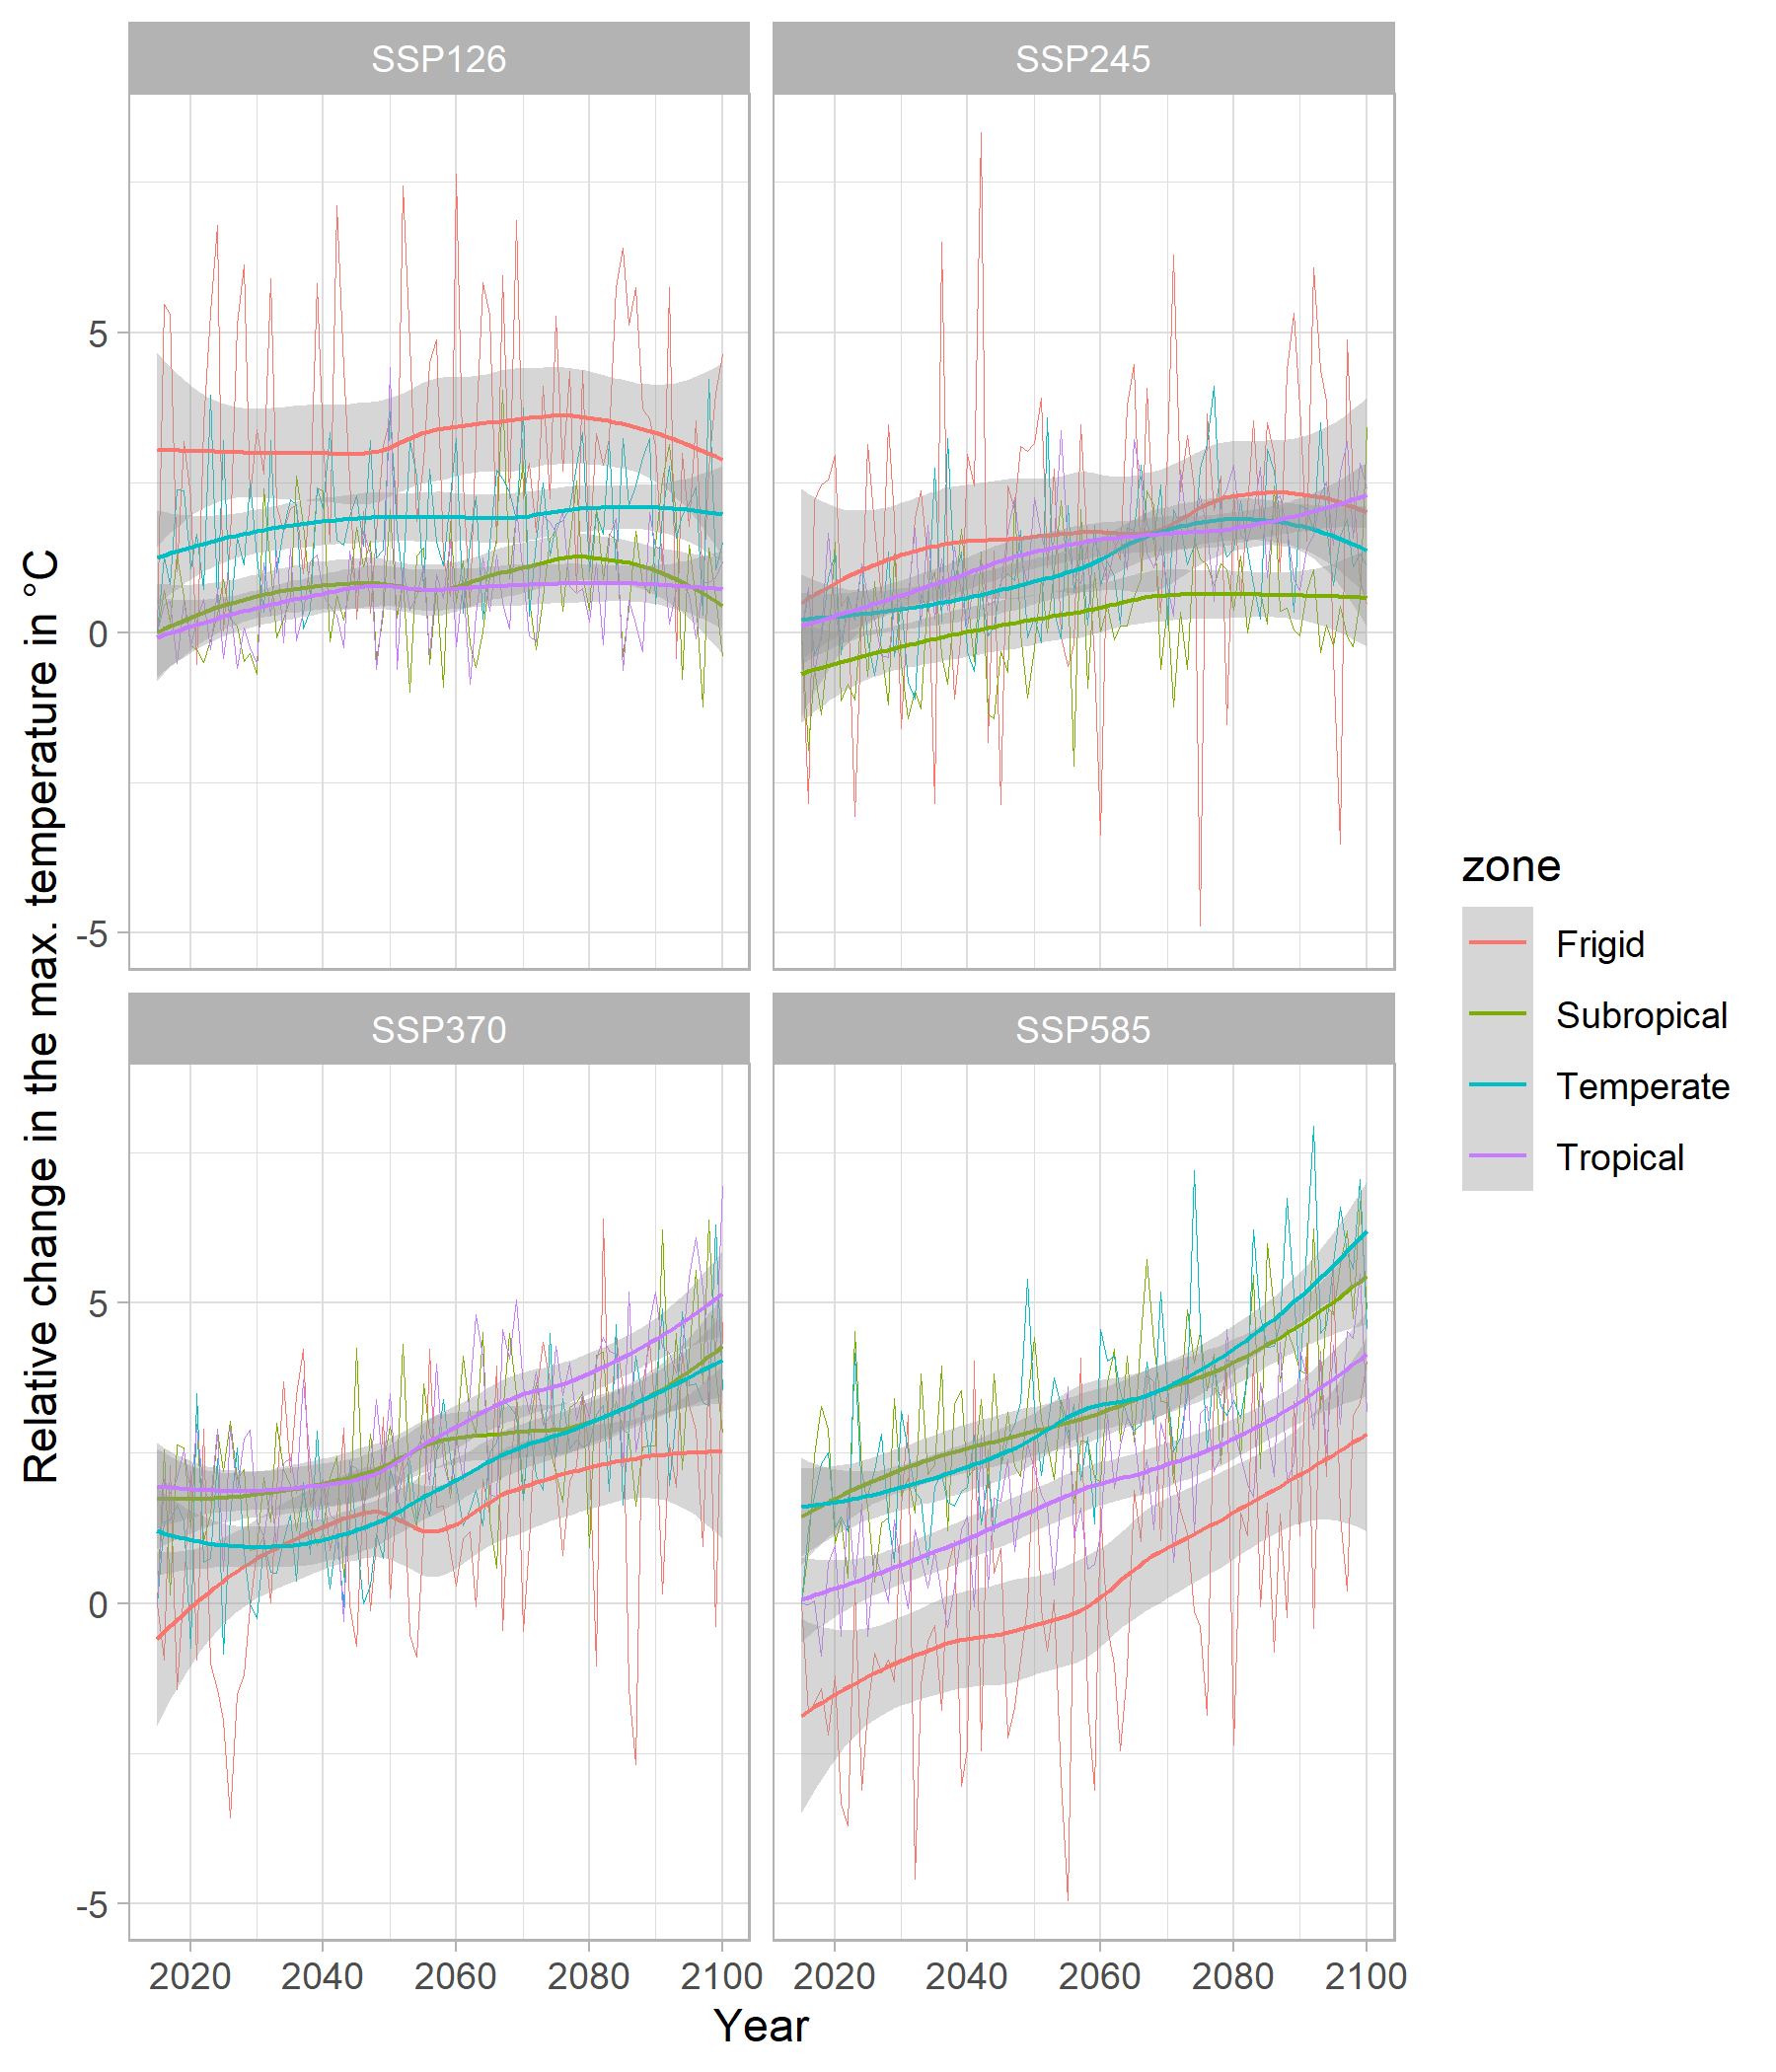 SSP126
SSP245
5
0
-5
SSP370
SSP585
5
0
-5
2020 2040 2060 2080 2100
2020 2040 2060 2080 2100
Year
Relative change in the max. temperature in °C
zone
Frigid
Subropical
Temperate
Tropical